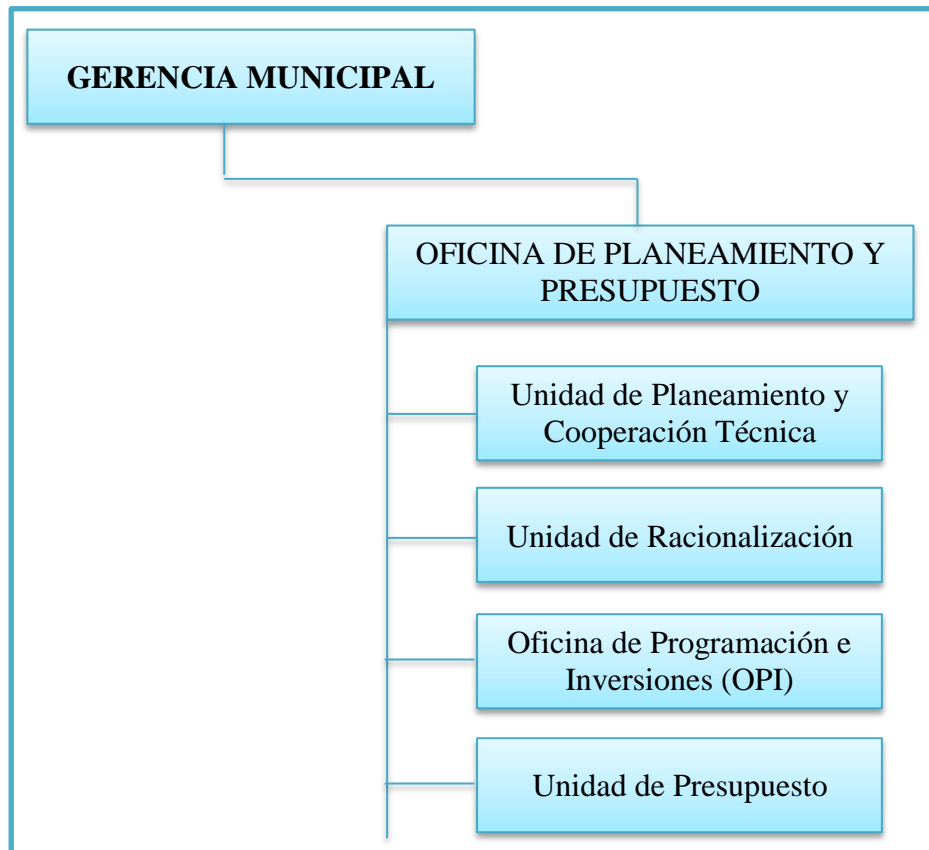 GERENCIA MUNICIPAL
OFICINA DE PLANEAMIENTO Y
PRESUPUESTO
Unidad de Planeamiento y
Cooperación Técnica
Unidad de Racionalización
Oficina de Programación e
Inversiones (OPI)
Unidad de Presupuesto